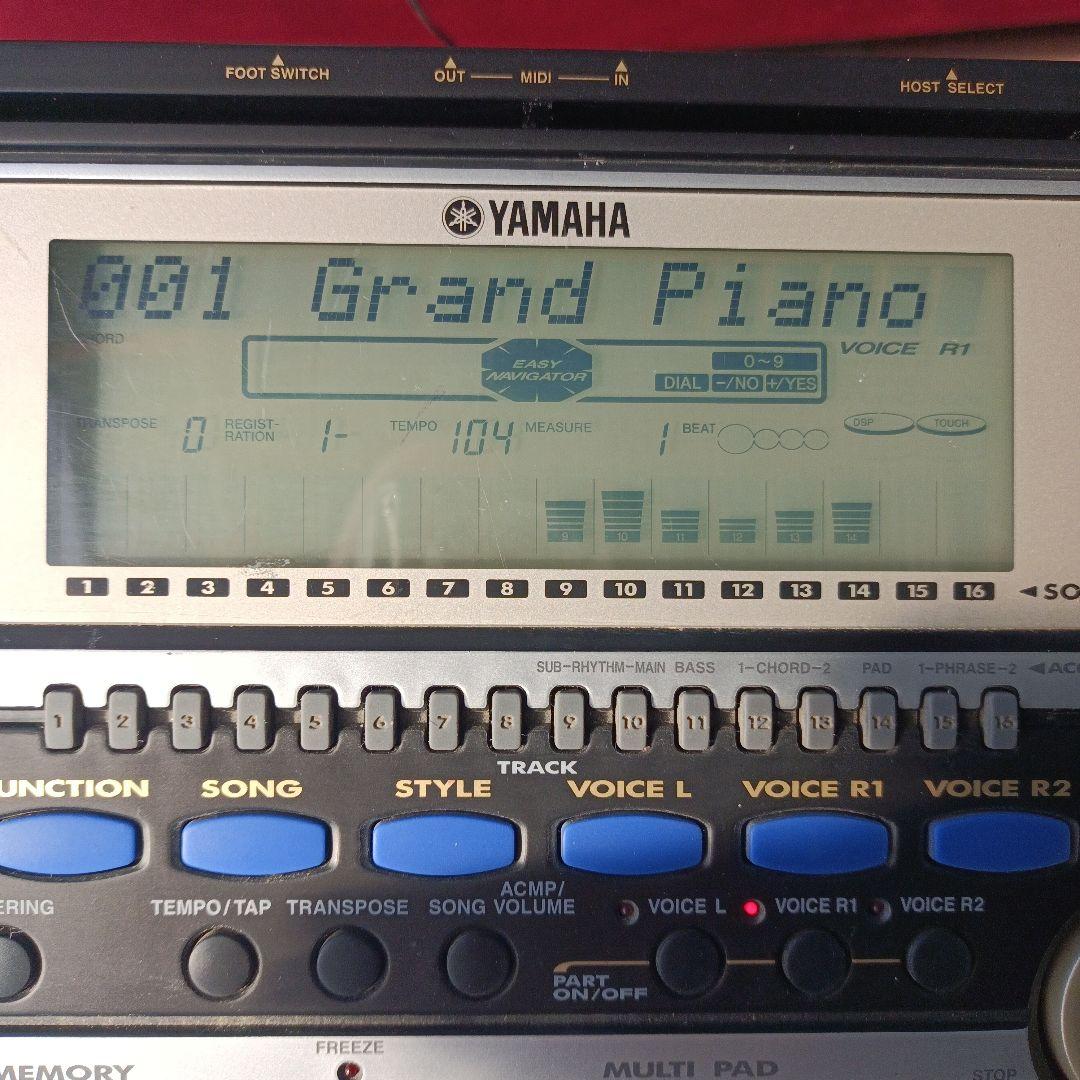 FOOT SWITCH OUT MIDI IN HOST SELECT
YAMAHA
001 Grand Piano
EASY NAVIGATOR
0~9
DIAL -/NO +/YES
VOICE R1
TRANSPOSE 0 REGIST-RATION 1- TEMPO 104 MEASURE 1 BEAT
DSP TOUCH
9 10 11 12 13 14
1 2 3 4 5 6 7 8 9 10 11 12 13 14 15 16
SUB-RHYTHM-MAIN BASS 1-CHORD-2 PAD 1-PHRASE-2
1 2 3 4 5 6 7 8 9 10 11 12 13 14 15 16
TRACK
UNCTION SONG STYLE VOICE L VOICE R1 VOICE R2
ERING TEMPO/TAP TRANSPOSE SONG ACMP/VOLUME VOICE L VOICE R1 VOICE R2
PART
ON/OFF
FREEZE
MEMORY MULTI PAD STOP